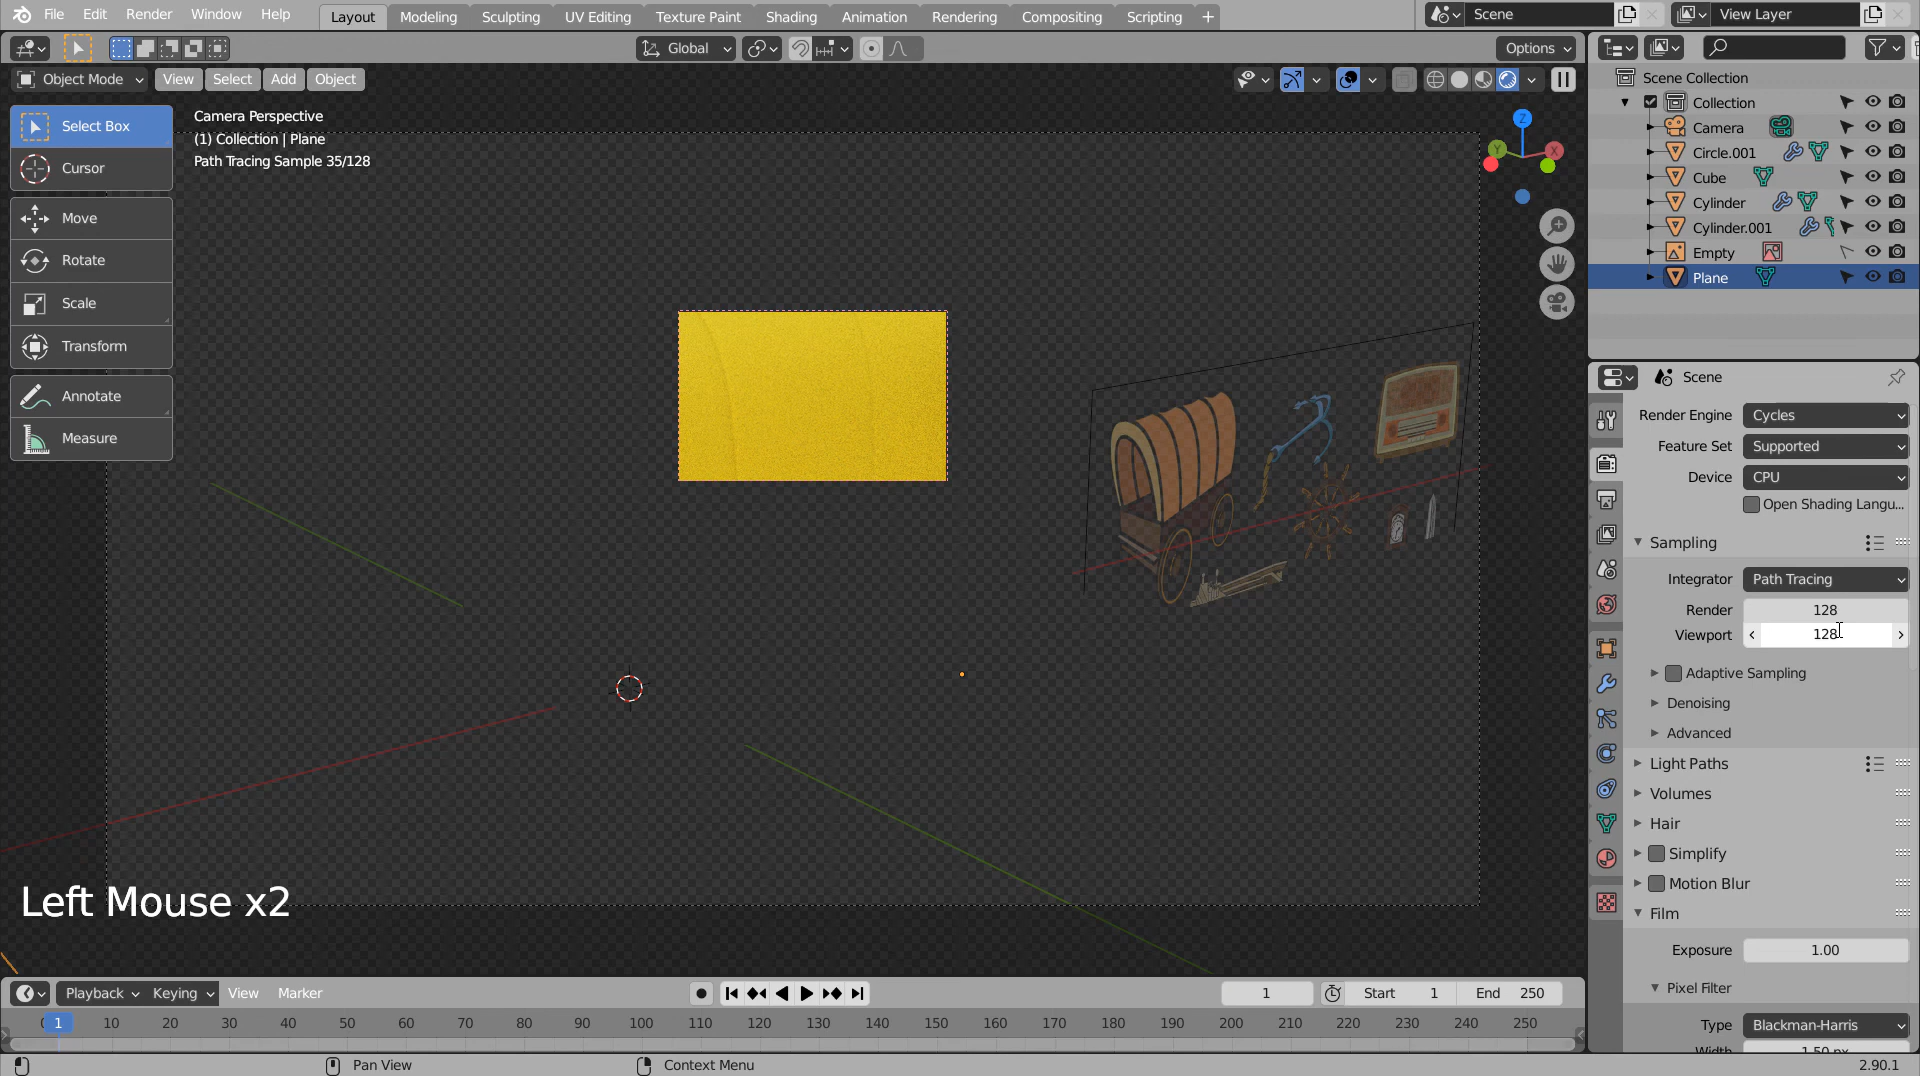 File Edit Render Window Help Layout Modeling Sculpting UV Editing Texture Paint Shading Animation Rendering Compositing Scripting + Scene View Layer
Global Options
Object Mode View Select Add Object
Select Box
Cursor
Move
Rotate
Scale
Transform
Annotate
Measure
Camera Perspective
(1) Collection | Plane
Path Tracing Sample 35/128
Z
Y
X
Left Mouse x2
Scene Collection
Collection
Camera
Circle.001
Cube
Cylinder
Cylinder.001
Empty
Plane
Scene
Render Engine Cycles
Feature Set Supported
Device CPU
Open Shading Langu...
Sampling
Integrator Path Tracing
Render 128
Viewport 128
Adaptive Sampling
Denoising
Advanced
Light Paths
Volumes
Hair
Simplify
Motion Blur
Film
Exposure 1.00
Pixel Filter
Type Blackman-Harris
Width 1.50 px
Playback Keying View Marker 1 Start 1 End 250
1 10 20 30 40 50 60 70 80 90 100 110 120 130 140 150 160 170 180 190 200 210 220 230 240 250
Pan View Context Menu 2.90.1